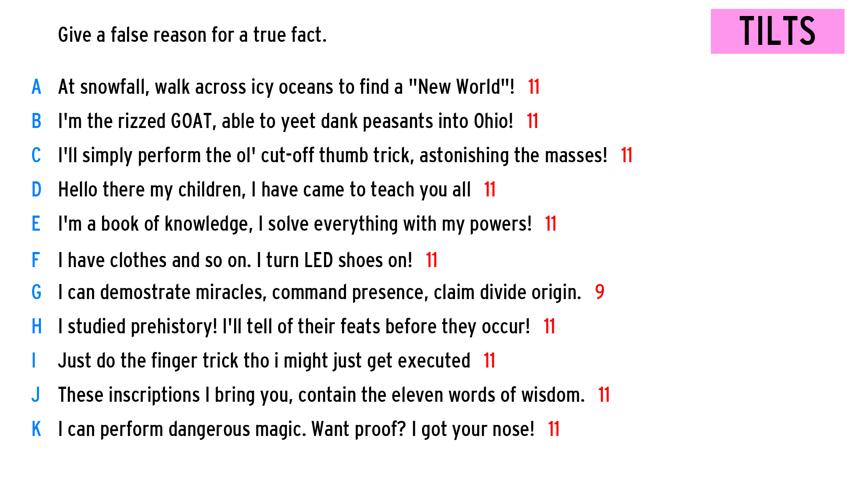 Give a false reason for a true fact.
TILTS
A At snowfall, walk across icy oceans to find a "New World"! 11
B I'm the rizzed GOAT, able to yeet dank peasants into Ohio! 11
C I'll simply perform the ol' cut-off thumb trick, astonishing the masses! 11
D Hello there my children, I have came to teach you all 11
E I'm a book of knowledge, I solve everything with my powers! 11
F I have clothes and so on. I turn LED shoes on! 11
G I can demostrate miracles, command presence, claim divide origin. 9
H I studied prehistory! I'll tell of their feats before they occur! 11
I Just do the finger trick tho i might just get executed 11
J These inscriptions I bring you, contain the eleven words of wisdom. 11
K I can perform dangerous magic. Want proof? I got your nose! 11